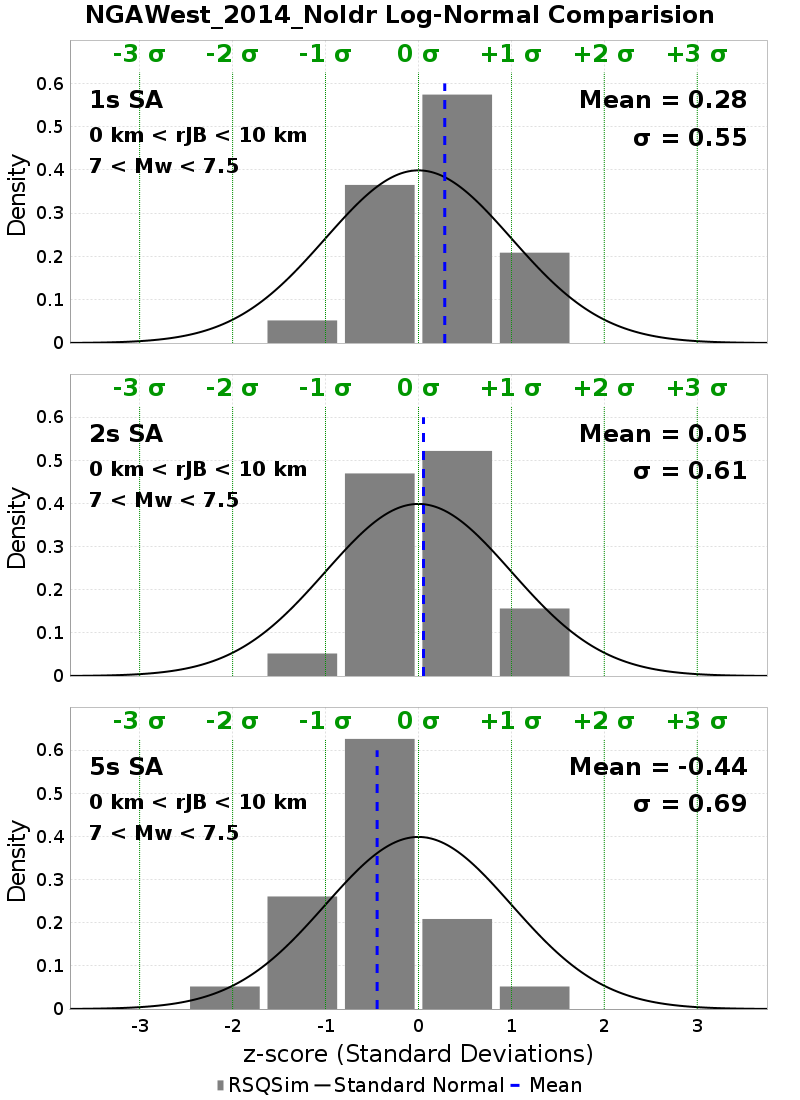 NGAWest_2014_NoIdr Log-Normal Comparision
-3 σ -2 σ -1 σ 0 σ +1 σ +2 σ +3 σ
1s SA
Mean = 0.28
0 km < rJB < 10 km
σ = 0.55
7 < Mw < 7.5
Density
0.6
0.5
0.4
0.3
0.2
0.1
0
-3 σ -2 σ -1 σ 0 σ +1 σ +2 σ +3 σ
2s SA
Mean = 0.05
0 km < rJB < 10 km
σ = 0.61
7 < Mw < 7.5
Density
0.6
0.5
0.4
0.3
0.2
0.1
0
-3 σ -2 σ -1 σ 0 σ +1 σ +2 σ +3 σ
5s SA
Mean = -0.44
0 km < rJB < 10 km
σ = 0.69
7 < Mw < 7.5
Density
0.6
0.5
0.4
0.3
0.2
0.1
0
-3 -2 -1 0 1 2 3
z-score (Standard Deviations)
RSQSim Standard Normal Mean